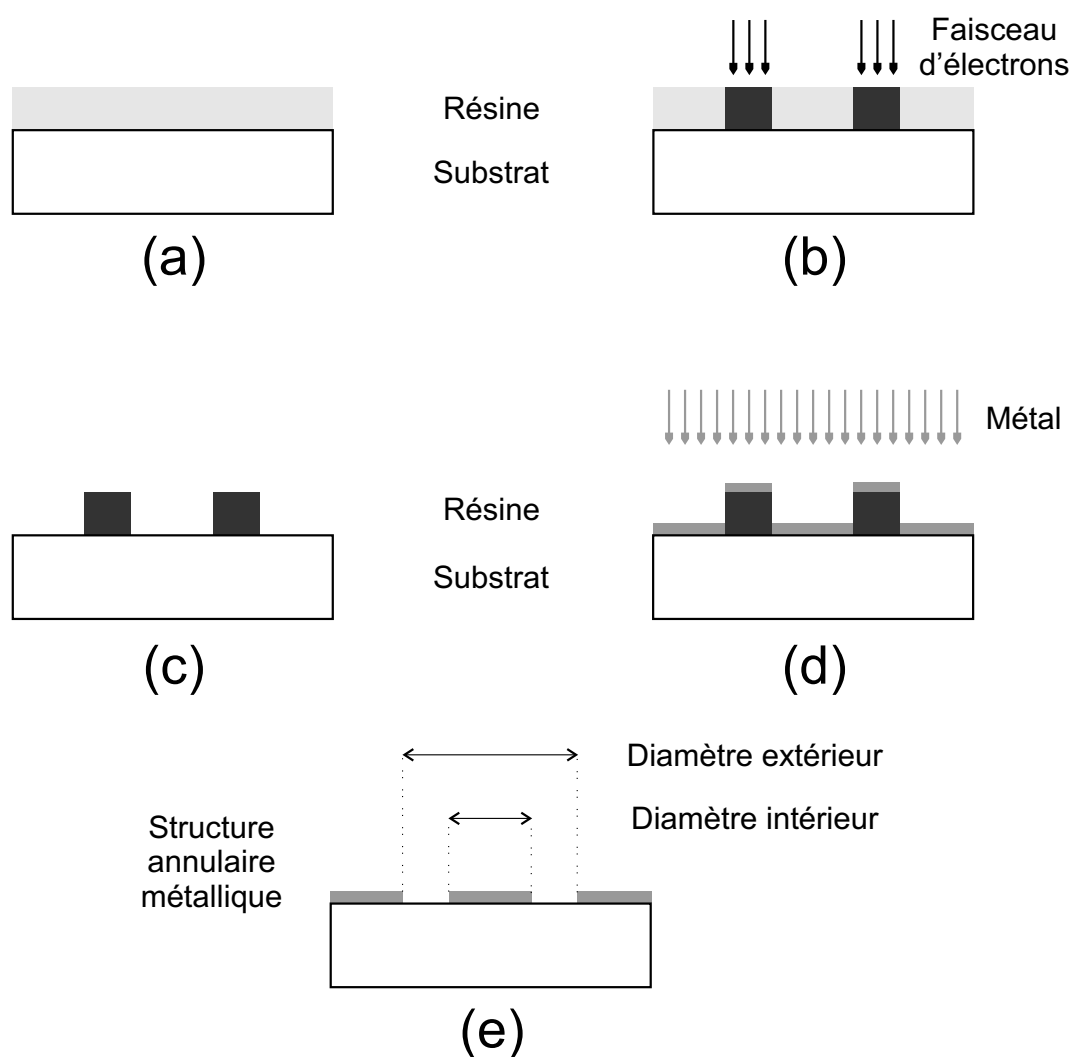 Faisceau
d'électrons
Résine
Substrat
(a)
(b)
Métal
Résine
Substrat
(c)
(d)
Diamètre extérieur
Diamètre intérieur
Structure
annulaire
métallique
(e)